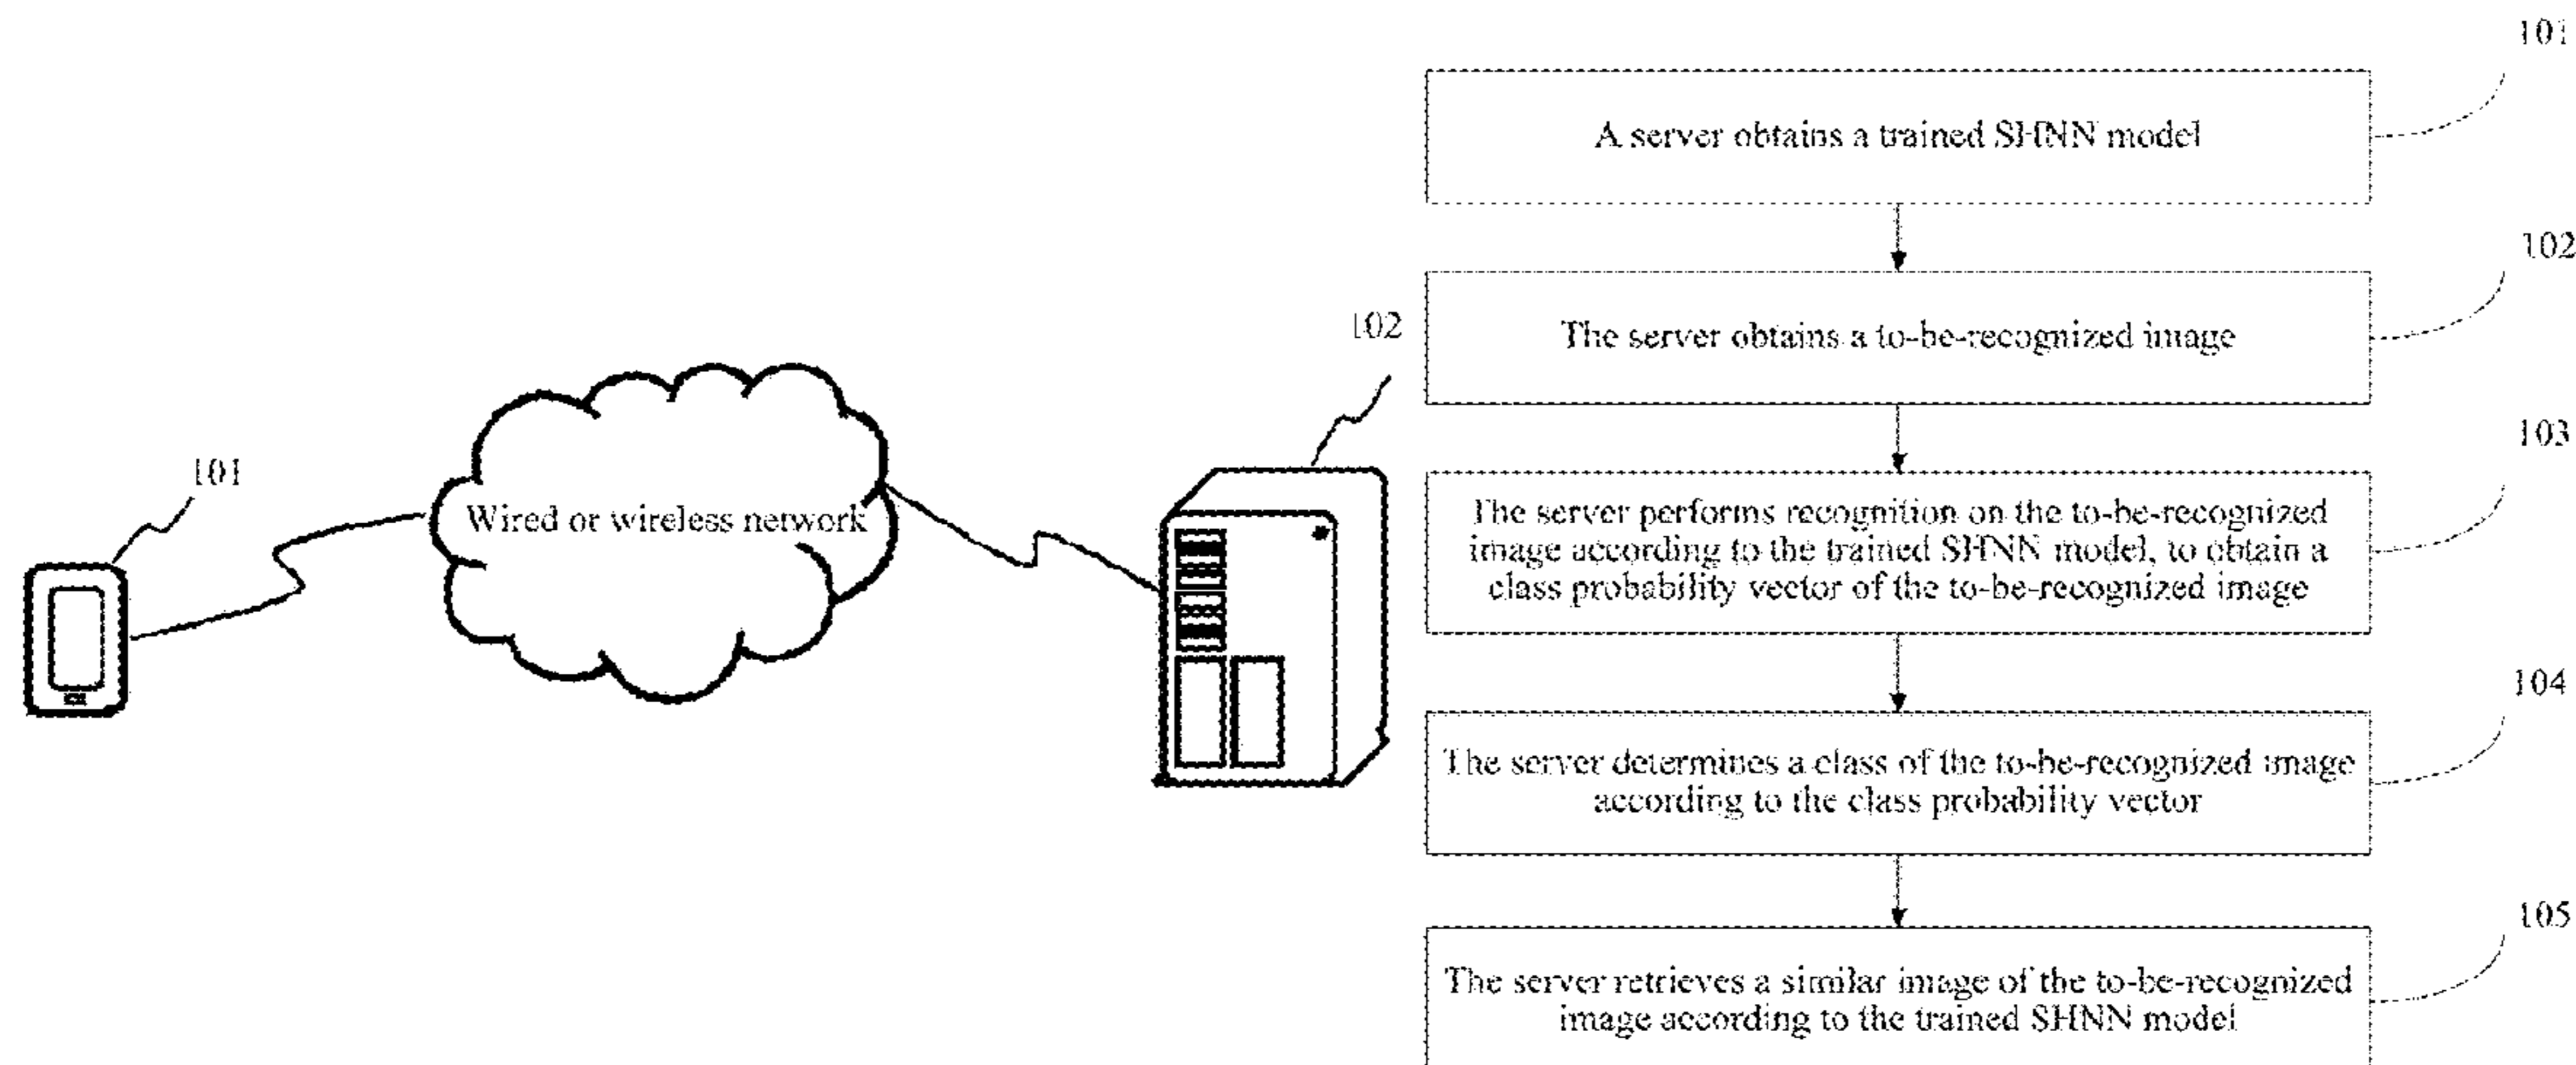 101
Wired or wireless network
102
101
A server obtains a trained SHNN model
102
The server obtains a to-be-recognized image
103
The server performs recognition on the to-be-recognized
image according to the trained SHNN model, to obtain a
class probability vector of the to-be-recognized image
104
The server determines a class of the to-be-recognized image
according to the class probability vector
105
The server retrieves a similar image of the to-be-recognized
image according to the trained SHNN model